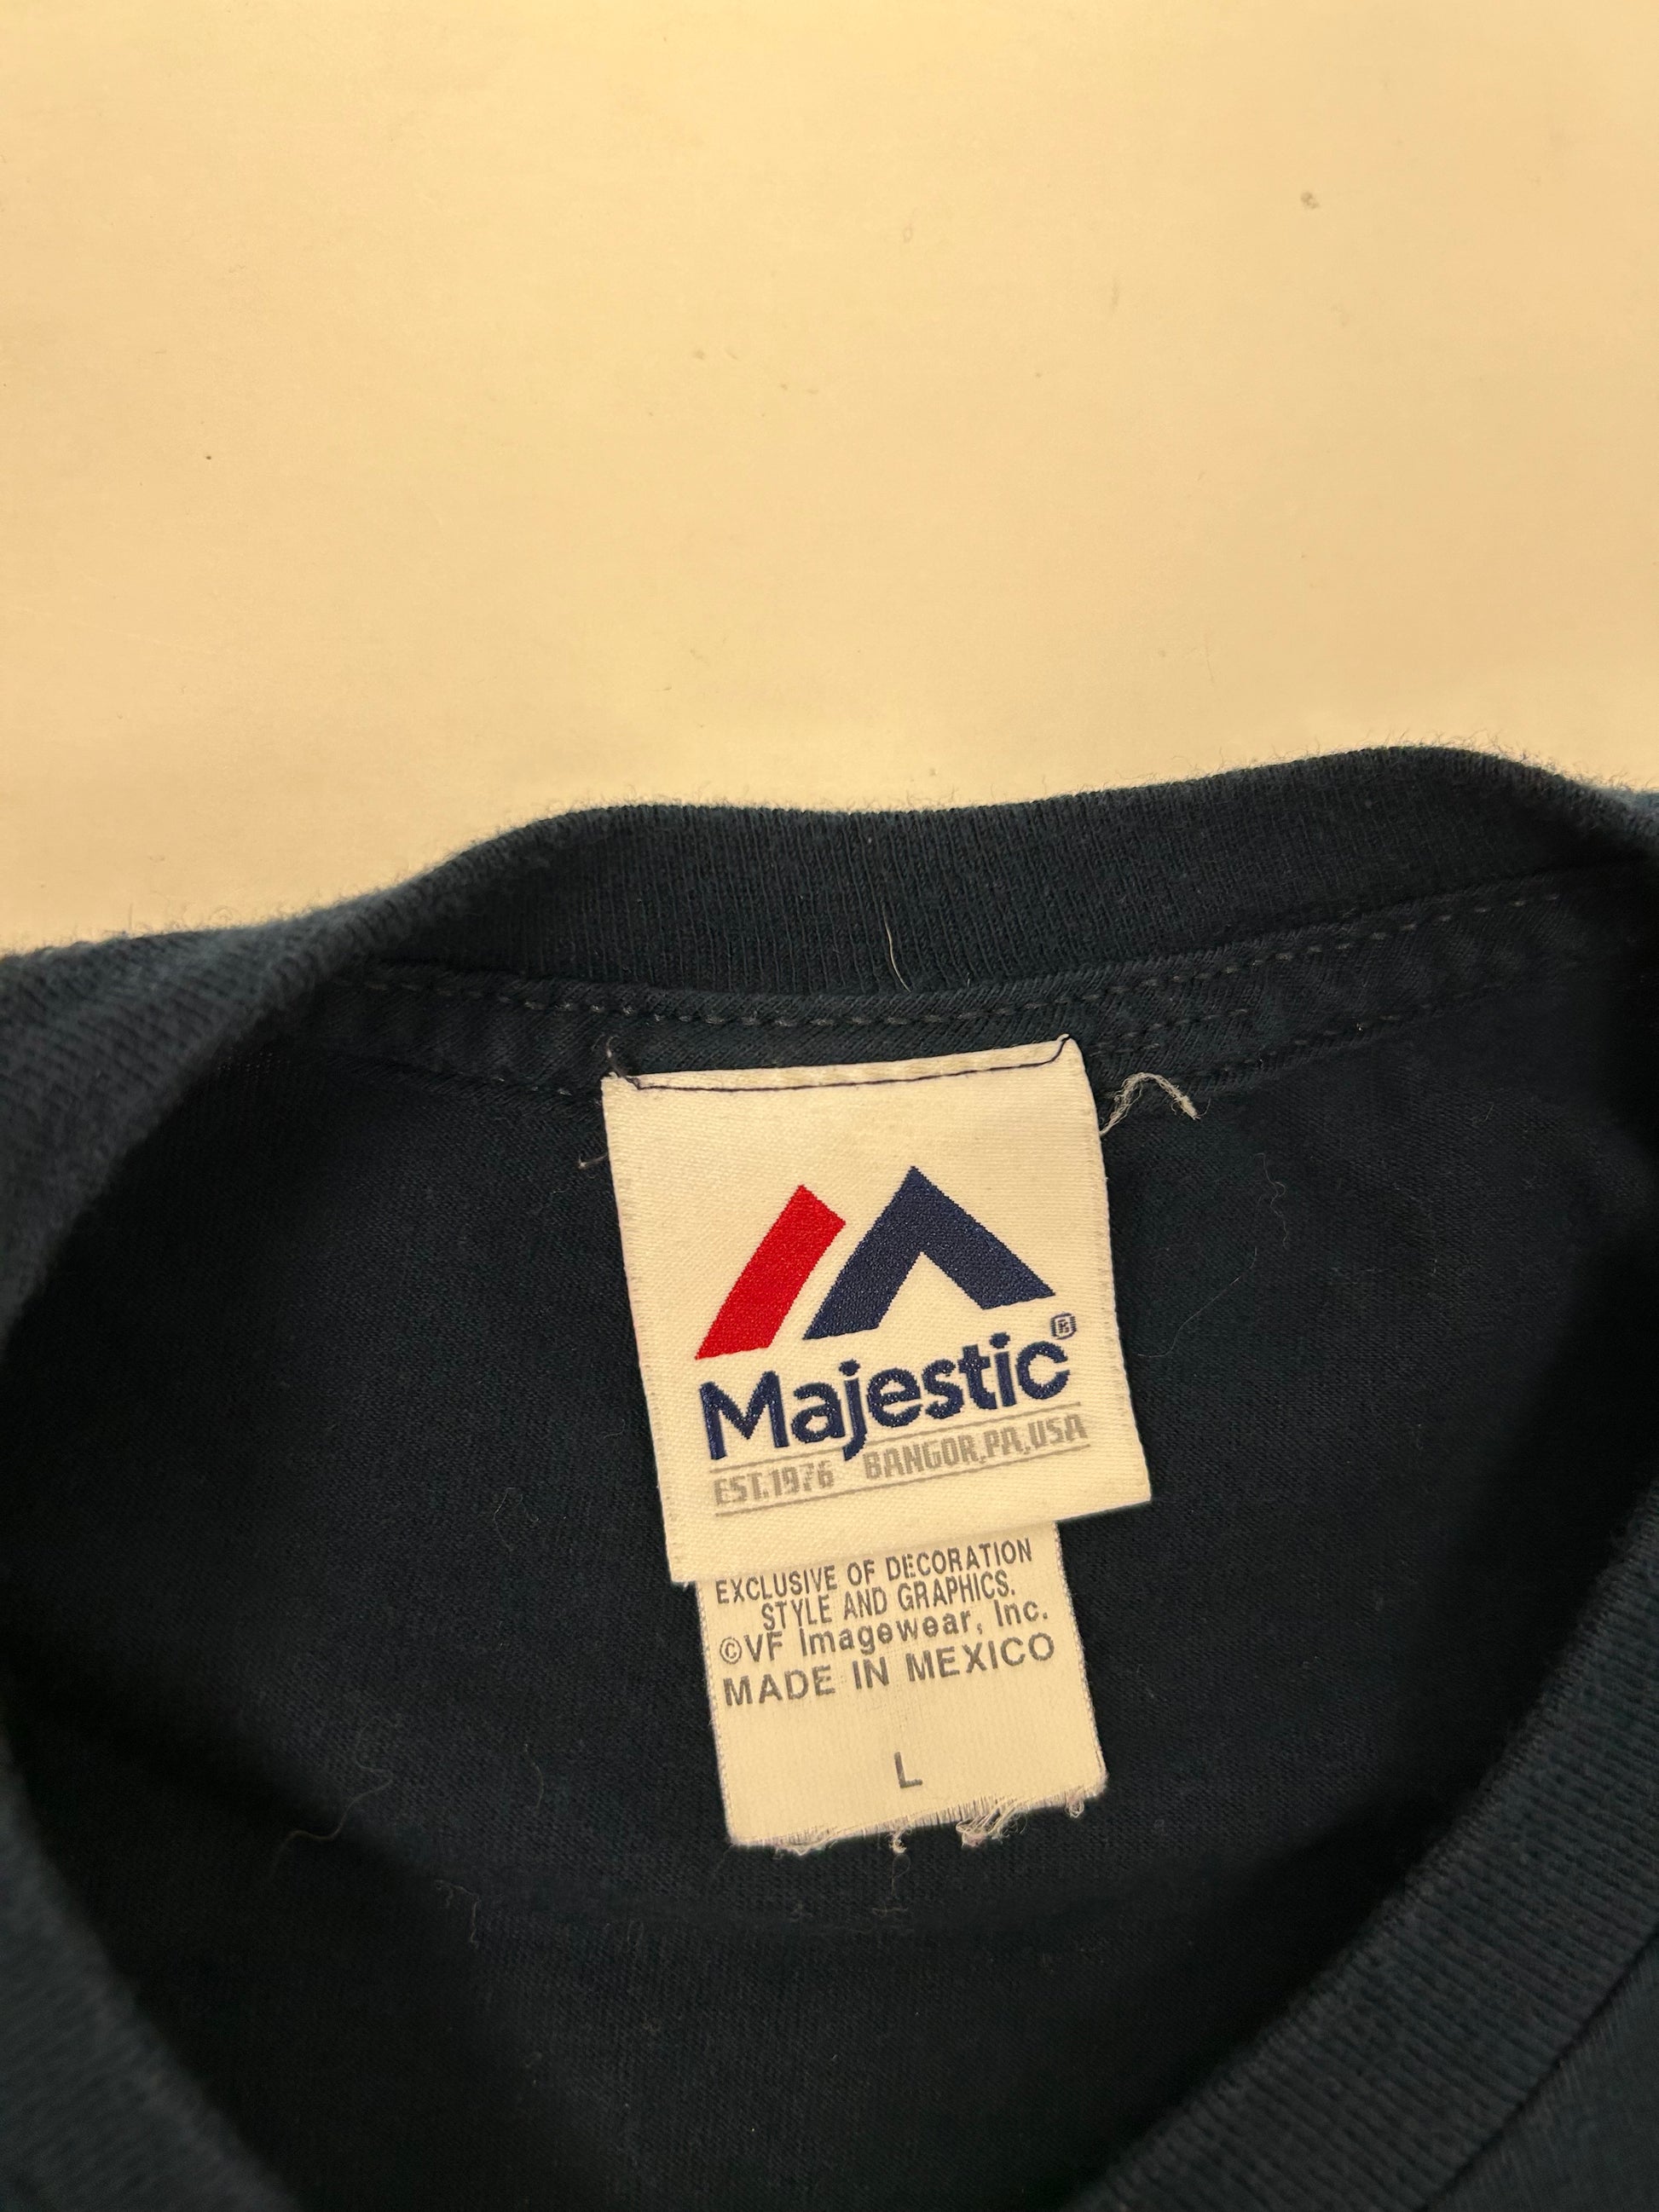 Majestic®
EST.1976 BANGOR,PA,USA
EXCLUSIVE OF DECORATION
STYLE AND GRAPHICS.
©VF Imagewear, Inc.
MADE IN MEXICO
L